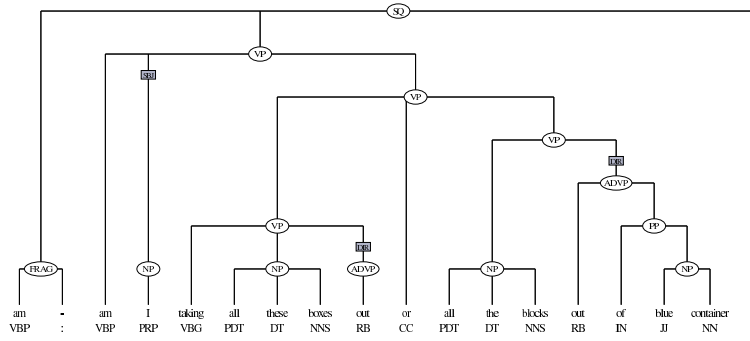 SQ
VP
SBJ
VP
VP
DIR
ADVP
VP PP
DIR
FRAG NP NP ADVP NP NP
am - am I taking all these boxes out or all the blocks out of blue container
VBP : VBP PRP VBG PDT DT NNS RB CC PDT DT NNS RB IN JJ NN